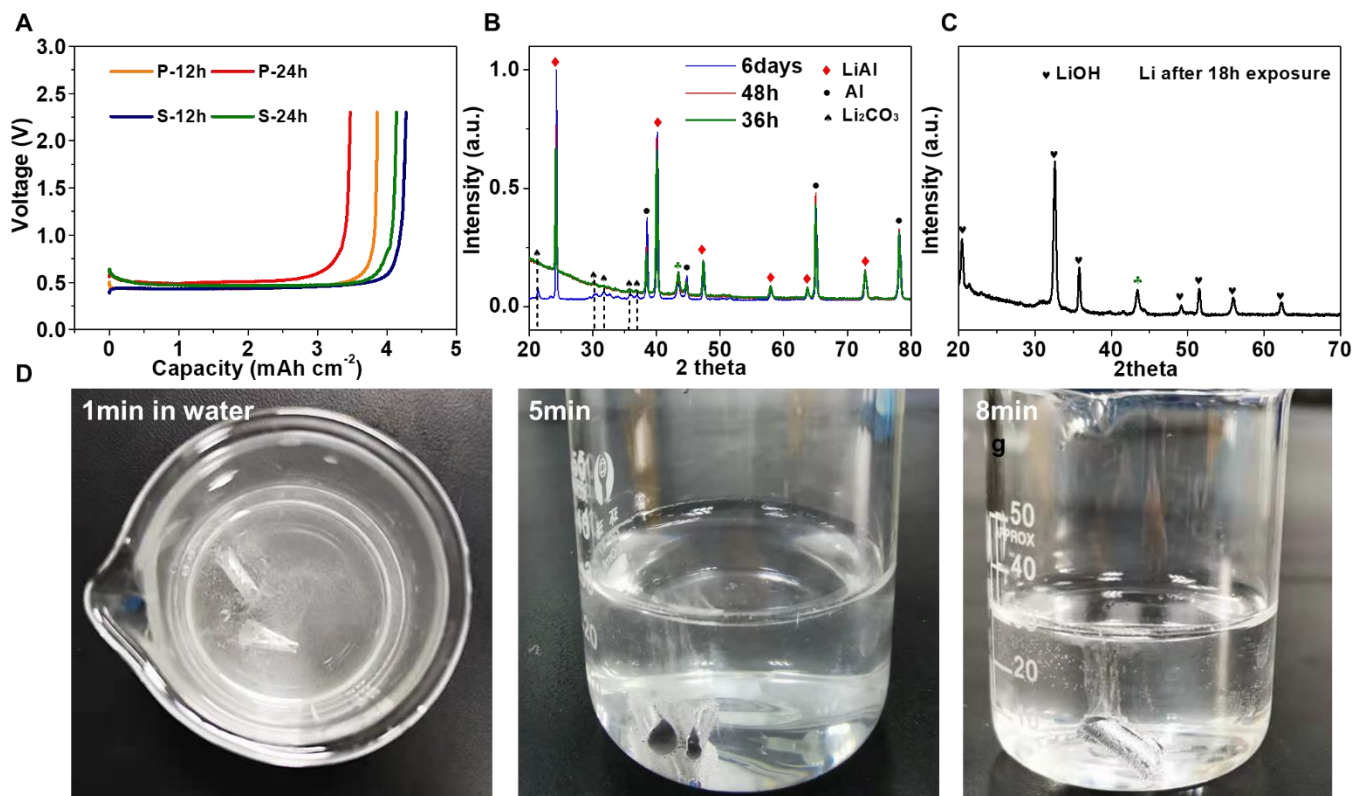 A
Voltage (V)
3.0
2.5
2.0
1.5
1.0
0.5
0.0
P-12h P-24h
S-12h S-24h
0 1 2 3 4 5
Capacity (mAh cm⁻²)
B
Intensity (a.u.)
1.0
0.5
0.0
6days
48h
36h
♦ LiAl
● Al
♠ Li₂CO₃
20 30 40 50 60 70 80
2 theta
C
Intensity (a.u.)
♥ LiOH Li after 18h exposure
20 30 40 50 60 70
2theta
D
1min in water
5min
20
8min
g
50
APPROX
40
20
10